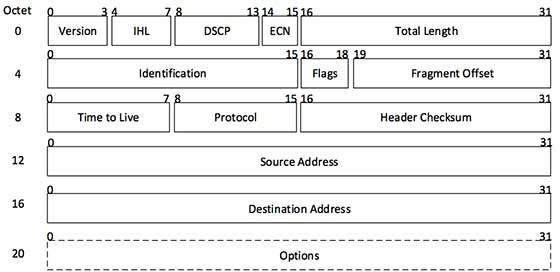 Octet 0 3 4 7 8 13 14 15 16 31
0 Version IHL DSCP ECN Total Length
0 15 16 18 19 31
4 Identification Flags Fragment Offset
0 7 8 15 16 31
8 Time to Live Protocol Header Checksum
0 31
12 Source Address
0 31
16 Destination Address
0 31
20 Options